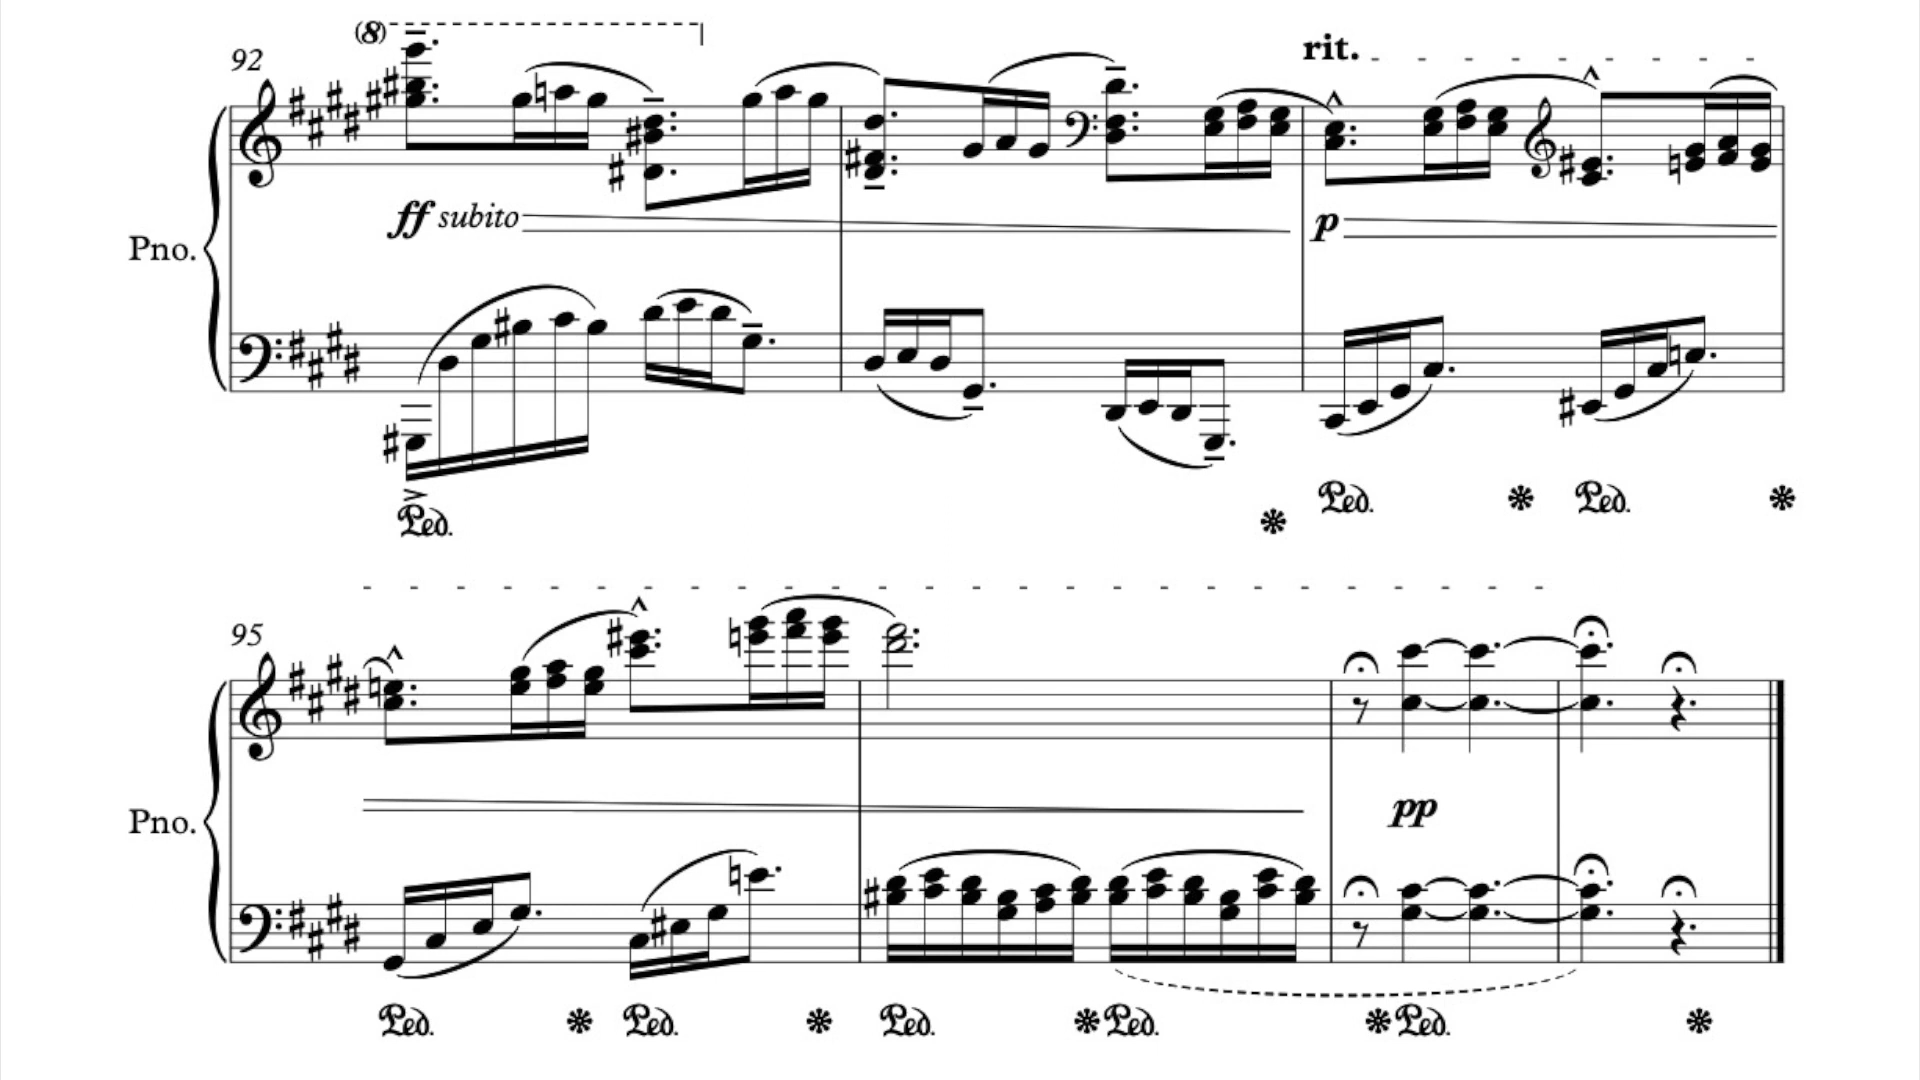 (8)
92
rit.
ff subito
p
Pno.
Ped. Ped. Ped.
95
Pno.
pp
Ped. Ped. Ped. Ped. Ped.